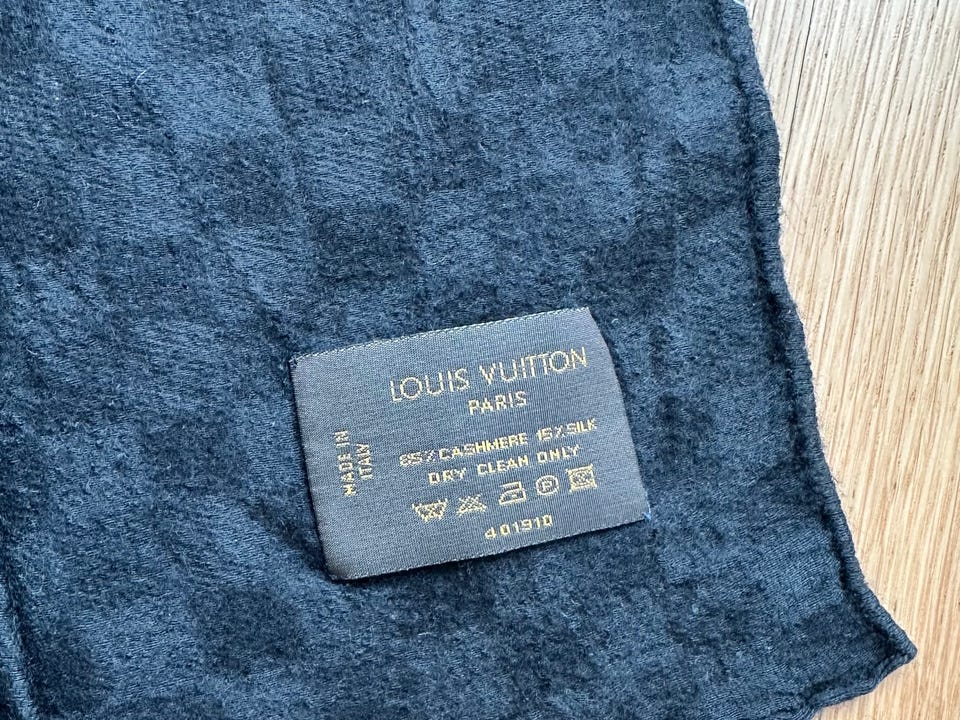 LOUIS VUITTON
PARIS
MADE IN
ITALY
85% CASHMERE 15% SILK
DRY CLEAN ONLY
P
401910